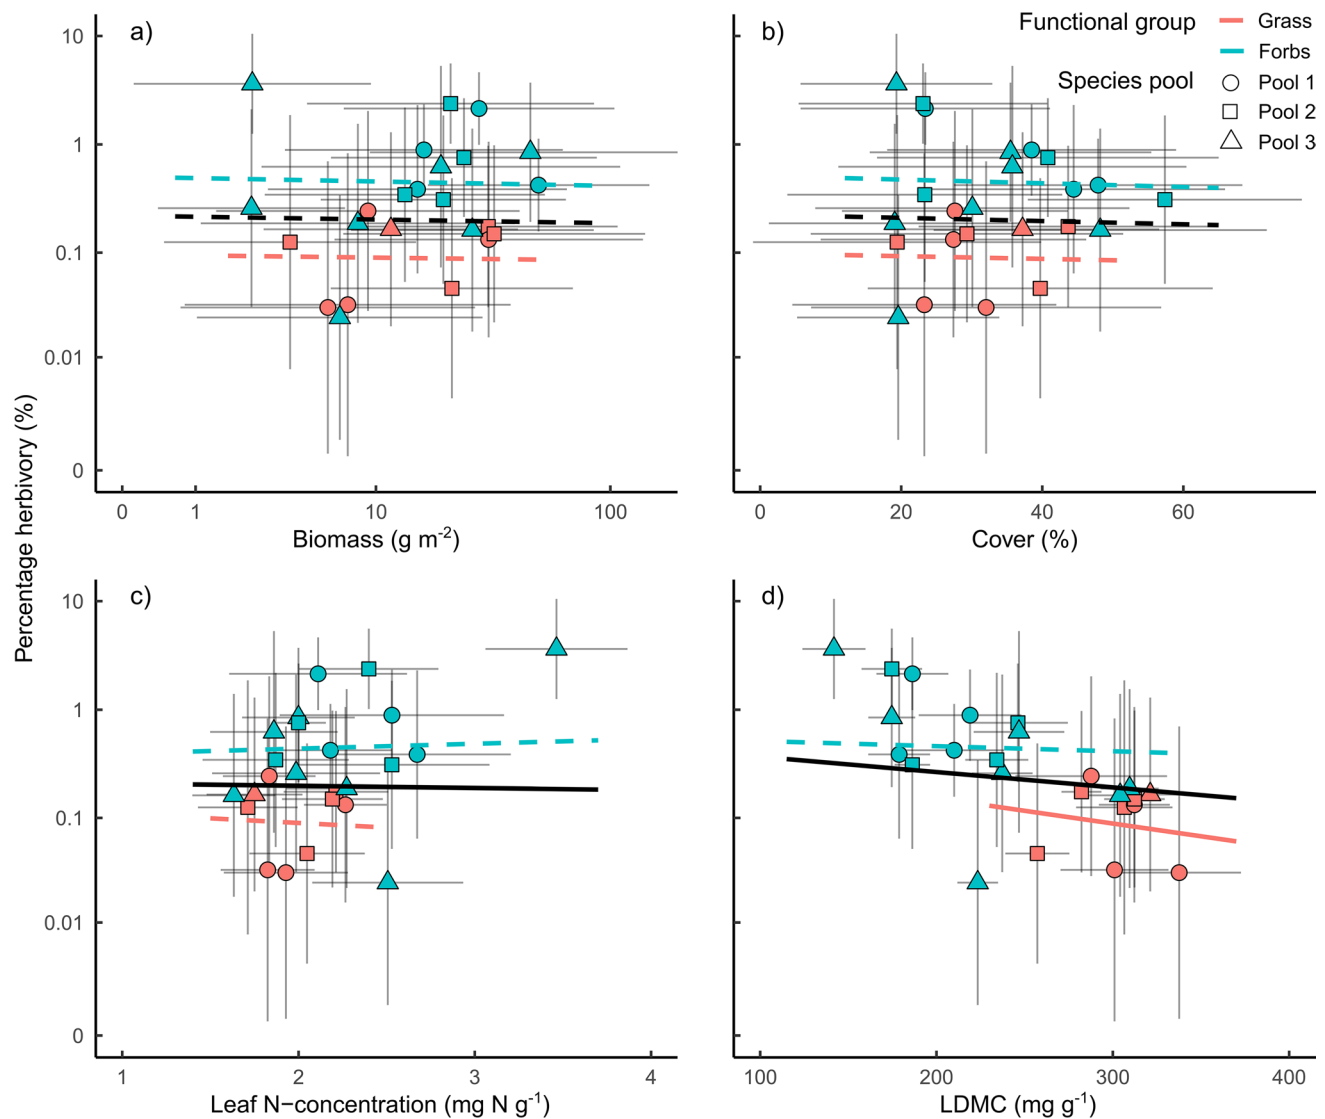 a)
b)
Functional group
Grass
Forbs
Species pool
Pool 1
Pool 2
Pool 3
10
1
0.1
0.01
0
0
1
10
100
0
20
40
60
Biomass (g m-2)
Cover (%)
Percentage herbivory (%)
c)
d)
10
1
0.1
0.01
0
1
2
3
4
100
200
300
400
Leaf N−concentration (mg N g-1)
LDMC (mg g-1)